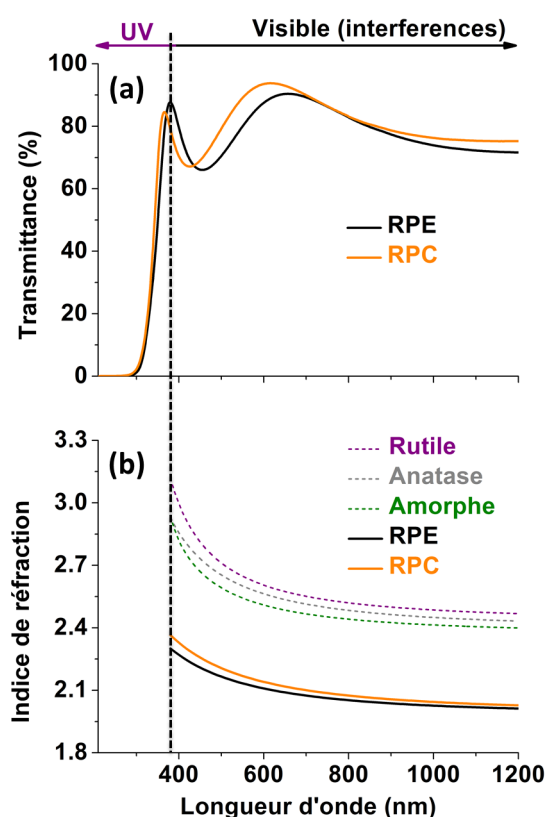 UV Visible (interferences)
100
(a)
80
60
40
20
0
Transmittance (%)
RPE
RPC
3.3
(b)
3.0
2.7
2.4
2.1
1.8
Indice de réfraction
Rutile
Anatase
Amorphe
RPE
RPC
400 600 800 1000 1200
Longueur d'onde (nm)